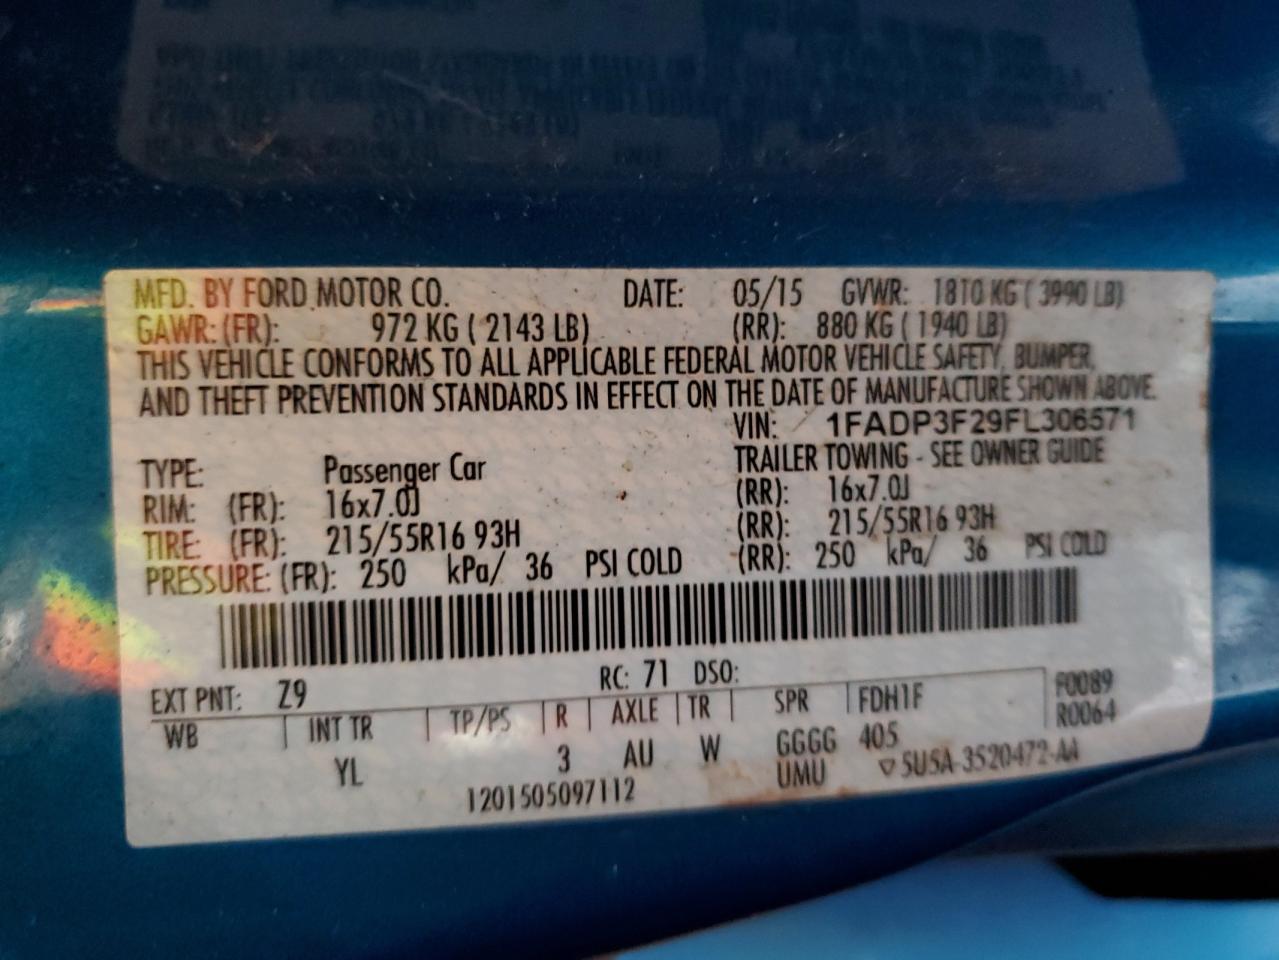 MFD. BY FORD MOTOR CO. DATE: 05/15 GVWR: 1810 KG ( 3990 LB)
GAWR: (FR): 972 KG ( 2143 LB) (RR): 880 KG ( 1940 LB)
THIS VEHICLE CONFORMS TO ALL APPLICABLE FEDERAL MOTOR VEHICLE SAFETY, BUMPER,
AND THEFT PREVENTION STANDARDS IN EFFECT ON THE DATE OF MANUFACTURE SHOWN ABOVE.
VIN: 1FADP3F29FL306571
TYPE: Passenger Car TRAILER TOWING - SEE OWNER GUIDE
RIM: (FR): 16x7.0J (RR): 16x7.0J
TIRE: (FR): 215/55R16 93H (RR): 215/55R16 93H
PRESSURE: (FR): 250 kPa/ 36 PSI COLD (RR): 250 kPa/ 36 PSI COLD
EXT PNT: Z9 RC: 71 DSO:
WB INT TR TP/PS R AXLE TR SPR FDH1F F0089
R0064
YL 3 AU W GGGG 405
1201505097112 UMU ▽ 5U5A-3520472-AA